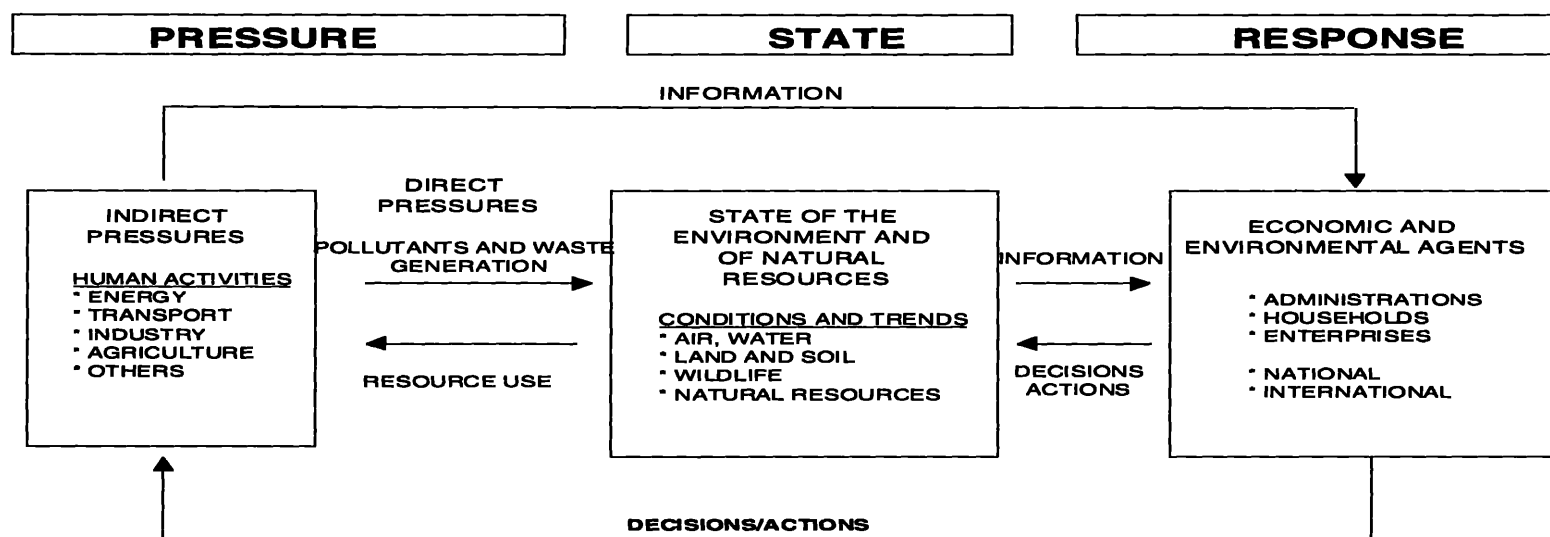 PRESSURE
STATE
RESPONSE
INFORMATION
INDIRECT
PRESSURES
HUMAN ACTIVITIES
• ENERGY
• TRANSPORT
• INDUSTRY
• AGRICULTURE
• OTHERS
DIRECT
PRESSURES
POLLUTANTS AND WASTE
GENERATION
RESOURCE USE
STATE OF THE
ENVIRONMENT AND
OF NATURAL
RESOURCES
CONDITIONS AND TRENDS
• AIR, WATER
• LAND AND SOIL
• WILDLIFE
• NATURAL RESOURCES
INFORMATION
DECISIONS
ACTIONS
ECONOMIC AND
ENVIRONMENTAL AGENTS
• ADMINISTRATIONS
• HOUSEHOLDS
• ENTERPRISES
• NATIONAL
• INTERNATIONAL
DECISIONS/ACTIONS